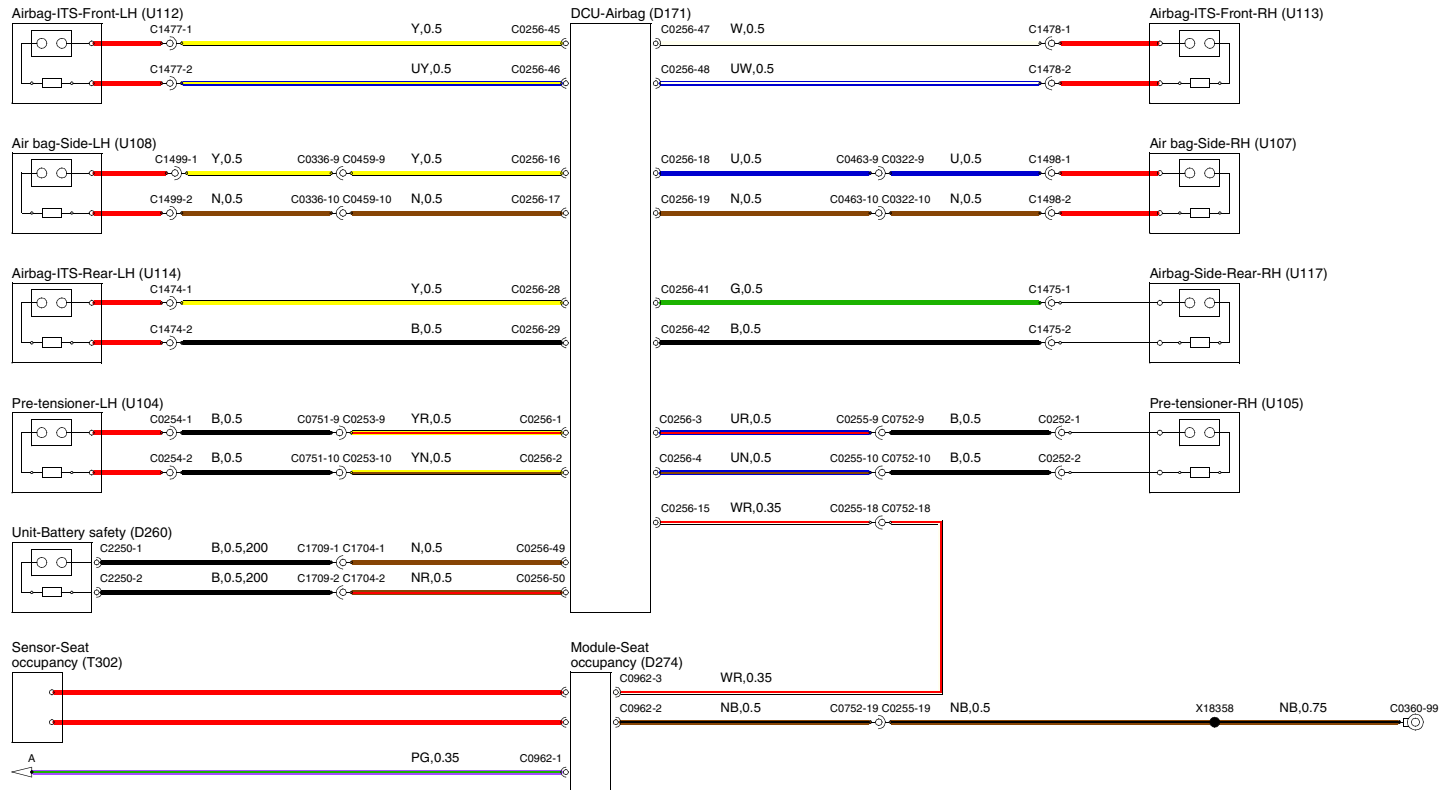 Airbag-ITS-Front-LH (U112) DCU-Airbag (D171) Airbag-ITS-Front-RH (U113)
C1477-1 Y,0.5 C0256-45 C0256-47 W,0.5 C1478-1
C1477-2 UY,0.5 C0256-46 C0256-48 UW,0.5 C1478-2
Air bag-Side-LH (U108) Air bag-Side-RH (U107)
C1499-1 Y,0.5 C0336-9 C0459-9 Y,0.5 C0256-16 C0256-18 U,0.5 C0463-9 C0322-9 U,0.5 C1498-1
C1499-2 N,0.5 C0336-10 C0459-10 N,0.5 C0256-17 C0256-19 N,0.5 C0463-10 C0322-10 N,0.5 C1498-2
Airbag-ITS-Rear-LH (U114) Airbag-Side-Rear-RH (U117)
C1474-1 Y,0.5 C0256-28 C0256-41 G,0.5 C1475-1
C1474-2 B,0.5 C0256-29 C0256-42 B,0.5 C1475-2
Pre-tensioner-LH (U104) Pre-tensioner-RH (U105)
C0254-1 B,0.5 C0751-9 C0253-9 YR,0.5 C0256-1 C0256-3 UR,0.5 C0255-9 C0752-9 B,0.5 C0252-1
C0254-2 B,0.5 C0751-10 C0253-10 YN,0.5 C0256-2 C0256-4 UN,0.5 C0255-10 C0752-10 B,0.5 C0252-2
C0256-15 WR,0.35 C0255-18 C0752-18
Unit-Battery safety (D260)
C2250-1 B,0.5,200 C1709-1 C1704-1 N,0.5 C0256-49
C2250-2 B,0.5,200 C1709-2 C1704-2 NR,0.5 C0256-50
Sensor-Seat Module-Seat
occupancy (T302) occupancy (D274)
C0962-3 WR,0.35
C0962-2 NB,0.5 C0752-19 C0255-19 NB,0.5 X18358 NB,0.75 C0360-99
A PG,0.35 C0962-1